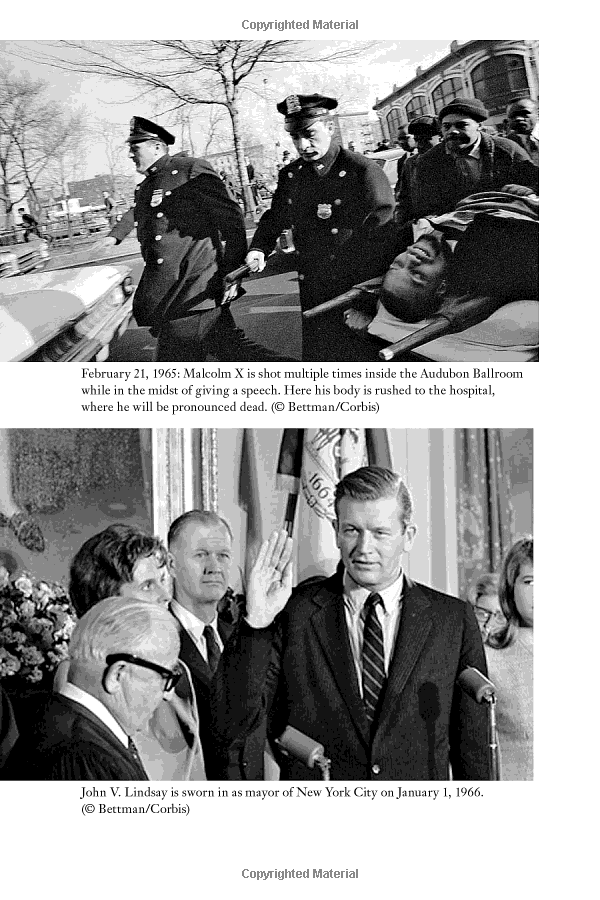 Copyrighted Material
February 21, 1965: Malcolm X is shot multiple times inside the Audubon Ballroom
while in the midst of giving a speech. Here his body is rushed to the hospital,
where he will be pronounced dead. (© Bettman/Corbis)
166
John V. Lindsay is sworn in as mayor of New York City on January 1, 1966.
(© Bettman/Corbis)
Copyrighted Material